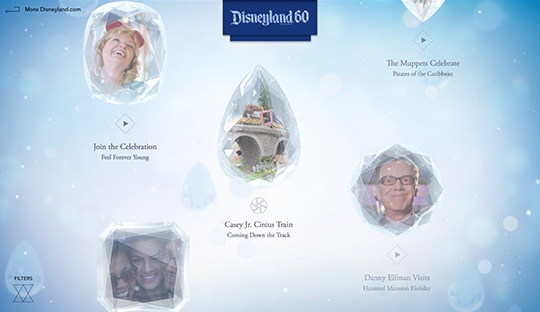 More Disneyland.com
Disneyland 60
The Muppets Celebrate
Pirates of the Caribbean
Join the Celebration
Feel Forever Young
Casey Jr. Circus Train
Coming Down the Track
Danny Elfman Visits
Haunted Mansion Holiday
FILTERS